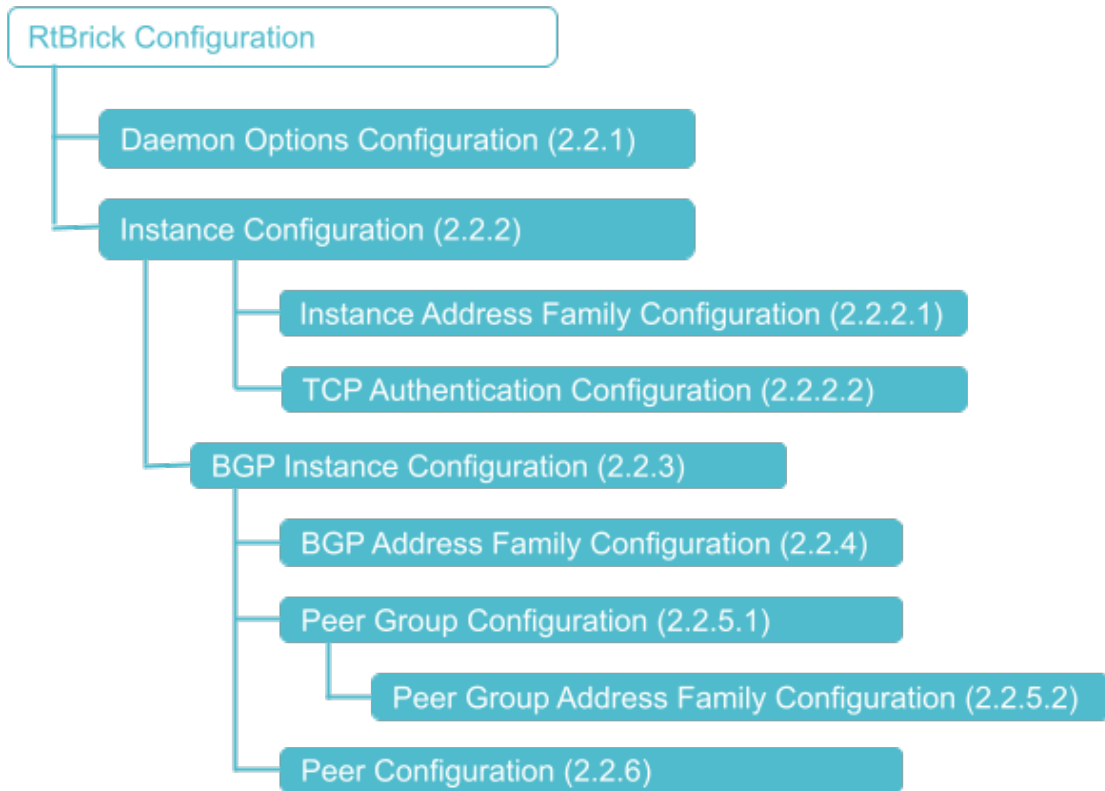 RtBrick Configuration
Daemon Options Configuration (2.2.1)
Instance Configuration (2.2.2)
Instance Address Family Configuration (2.2.2.1)
TCP Authentication Configuration (2.2.2.2)
BGP Instance Configuration (2.2.3)
BGP Address Family Configuration (2.2.4)
Peer Group Configuration (2.2.5.1)
Peer Group Address Family Configuration (2.2.5.2)
Peer Configuration (2.2.6)